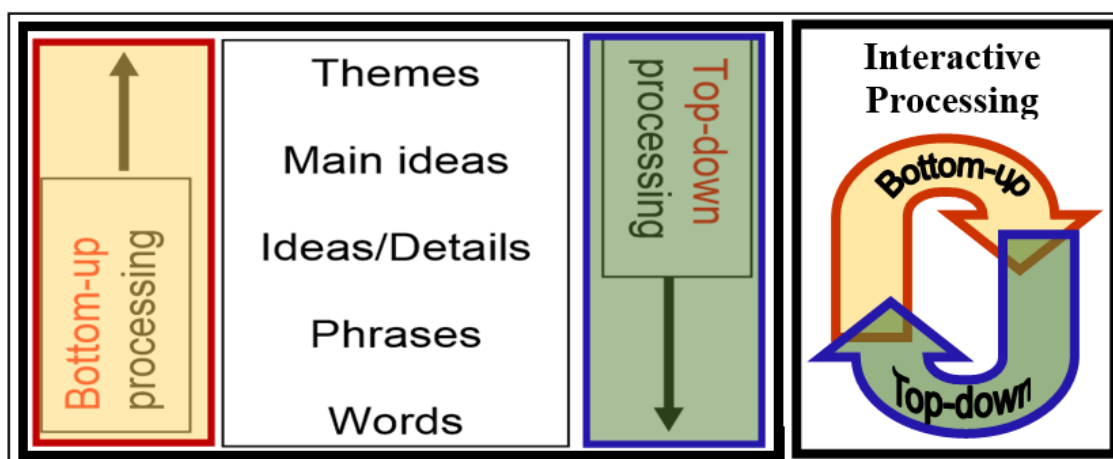 Bottom-up
processing
Themes
Main ideas
Ideas/Details
Phrases
Words
Top-down
processing
Interactive
Processing
Bottom-up
Top-down